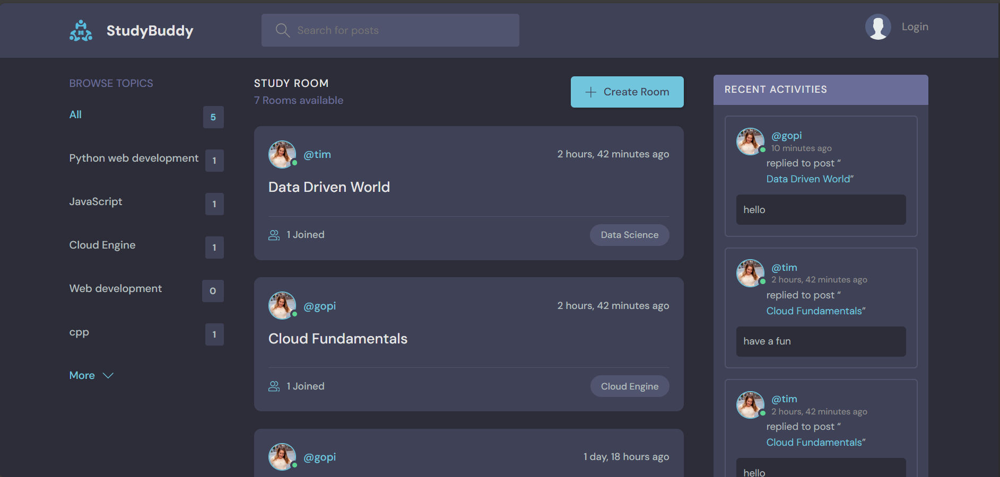 StudyBuddy
Search for posts
Login
BROWSE TOPICS
All 5
Python web development 1
JavaScript 1
Cloud Engine 1
Web development 0
cpp 1
More
STUDY ROOM
7 Rooms available
Create Room
@tim 2 hours, 42 minutes ago
Data Driven World
1 Joined Data Science
@gopi 2 hours, 42 minutes ago
Cloud Fundamentals
1 Joined Cloud Engine
@gopi 1 day, 18 hours ago
RECENT ACTIVITIES
@gopi
10 minutes ago
replied to post “
Data Driven World”
hello
@tim
2 hours, 42 minutes ago
replied to post “
Cloud Fundamentals”
have a fun
@tim
2 hours, 42 minutes ago
replied to post “
Cloud Fundamentals”
hello